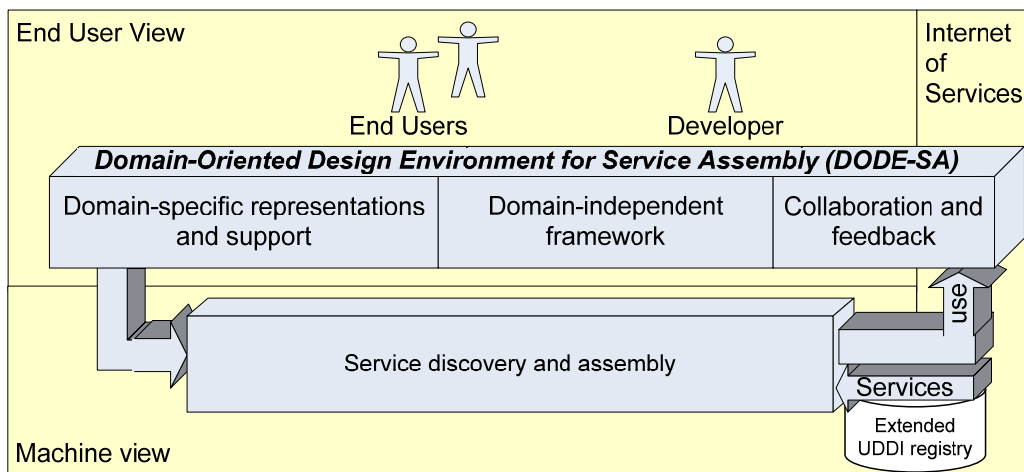 End User View
Internet
of
Services
End Users
Developer
Domain-Oriented Design Environment for Service Assembly (DODE-SA)
Domain-specific representations
and support
Domain-independent
framework
Collaboration and
feedback
use
Service discovery and assembly
Services
Extended
UDDI registry
Machine view